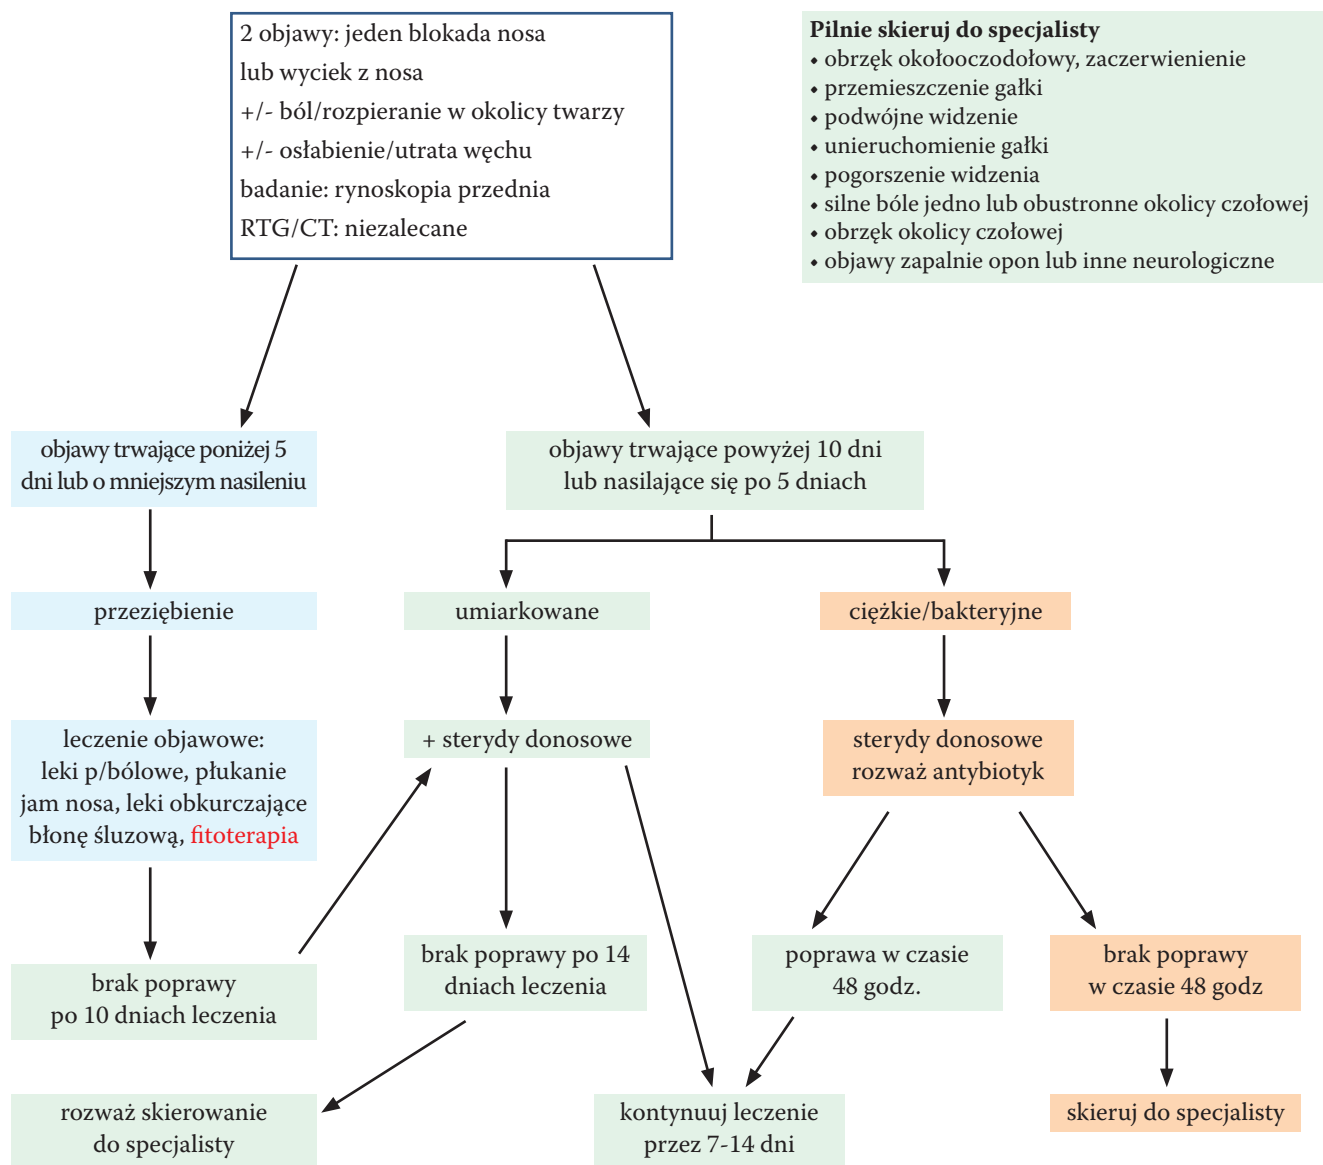 2 objawy: jeden blokada nosa
lub wyciek z nosa
+/- ból/rozpieranie w okolicy twarzy
+/- osłabienie/utrata węchu
badanie: rynoskopia przednia
RTG/CT: niezalecane
Pilnie skieruj do specjalisty
• obrzęk okołooczodołowy, zaczerwienienie
• przemieszczenie gałki
• podwójne widzenie
• unieruchomienie gałki
• pogorszenie widzenia
• silne bóle jedno lub obustronne okolicy czołowej
• obrzęk okolicy czołowej
• objawy zapalnie opon lub inne neurologiczne
objawy trwające poniżej 5
dni lub o mniejszym nasileniu
objawy trwające powyżej 10 dni
lub nasilające się po 5 dniach
przeziębienie
umiarkowane
ciężkie/bakteryjne
leczenie objawowe:
leki p/bólowe, płukanie
jam nosa, leki obkurczające
błonę śluzową, fitoterapia
+ sterydy donosowe
sterydy donosowe
rozważ antybiotyk
brak poprawy
po 10 dniach leczenia
brak poprawy po 14
dniach leczenia
poprawa w czasie
48 godz.
brak poprawy
w czasie 48 godz
rozważ skierowanie
do specjalisty
kontynuuj leczenie
przez 7-14 dni
skieruj do specjalisty